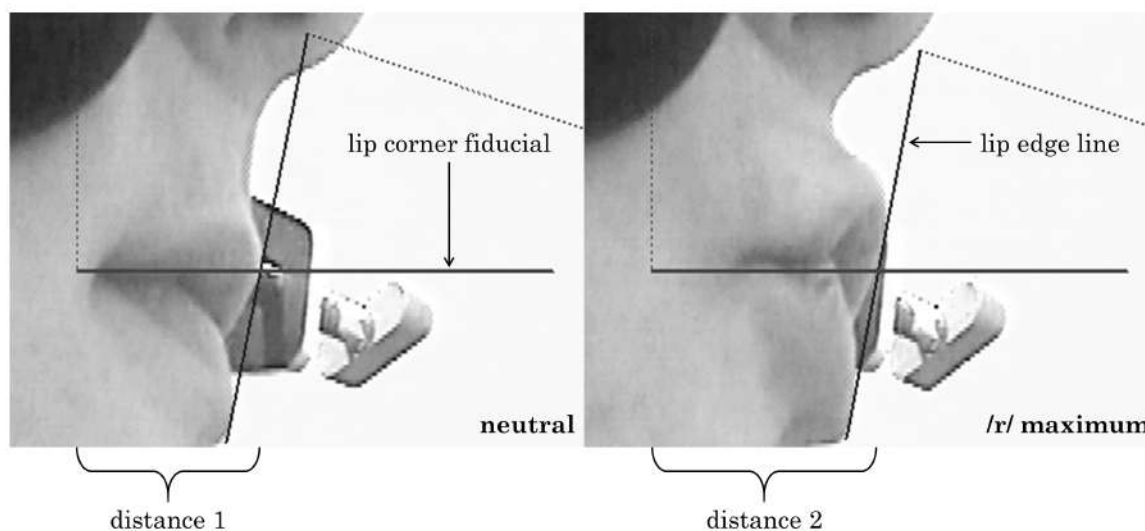 lip corner fiducial
lip edge line
neutral
/r/ maximum
distance 1
distance 2